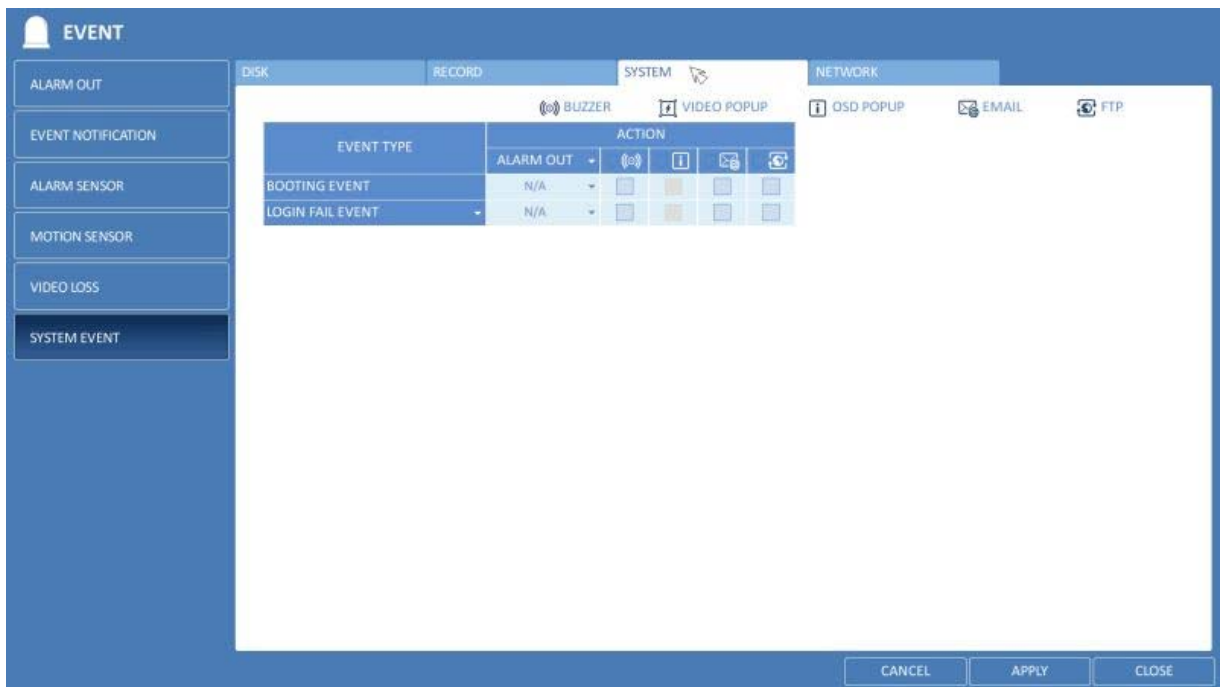 EVENT
ALARM OUT
EVENT NOTIFICATION
ALARM SENSOR
MOTION SENSOR
VIDEO LOSS
SYSTEM EVENT
DISK RECORD SYSTEM NETWORK
BUZZER VIDEO POPUP OSD POPUP EMAIL FTP
EVENT TYPE ACTION
ALARM OUT
BOOTING EVENT N/A
LOGIN FAIL EVENT N/A
CANCEL APPLY CLOSE